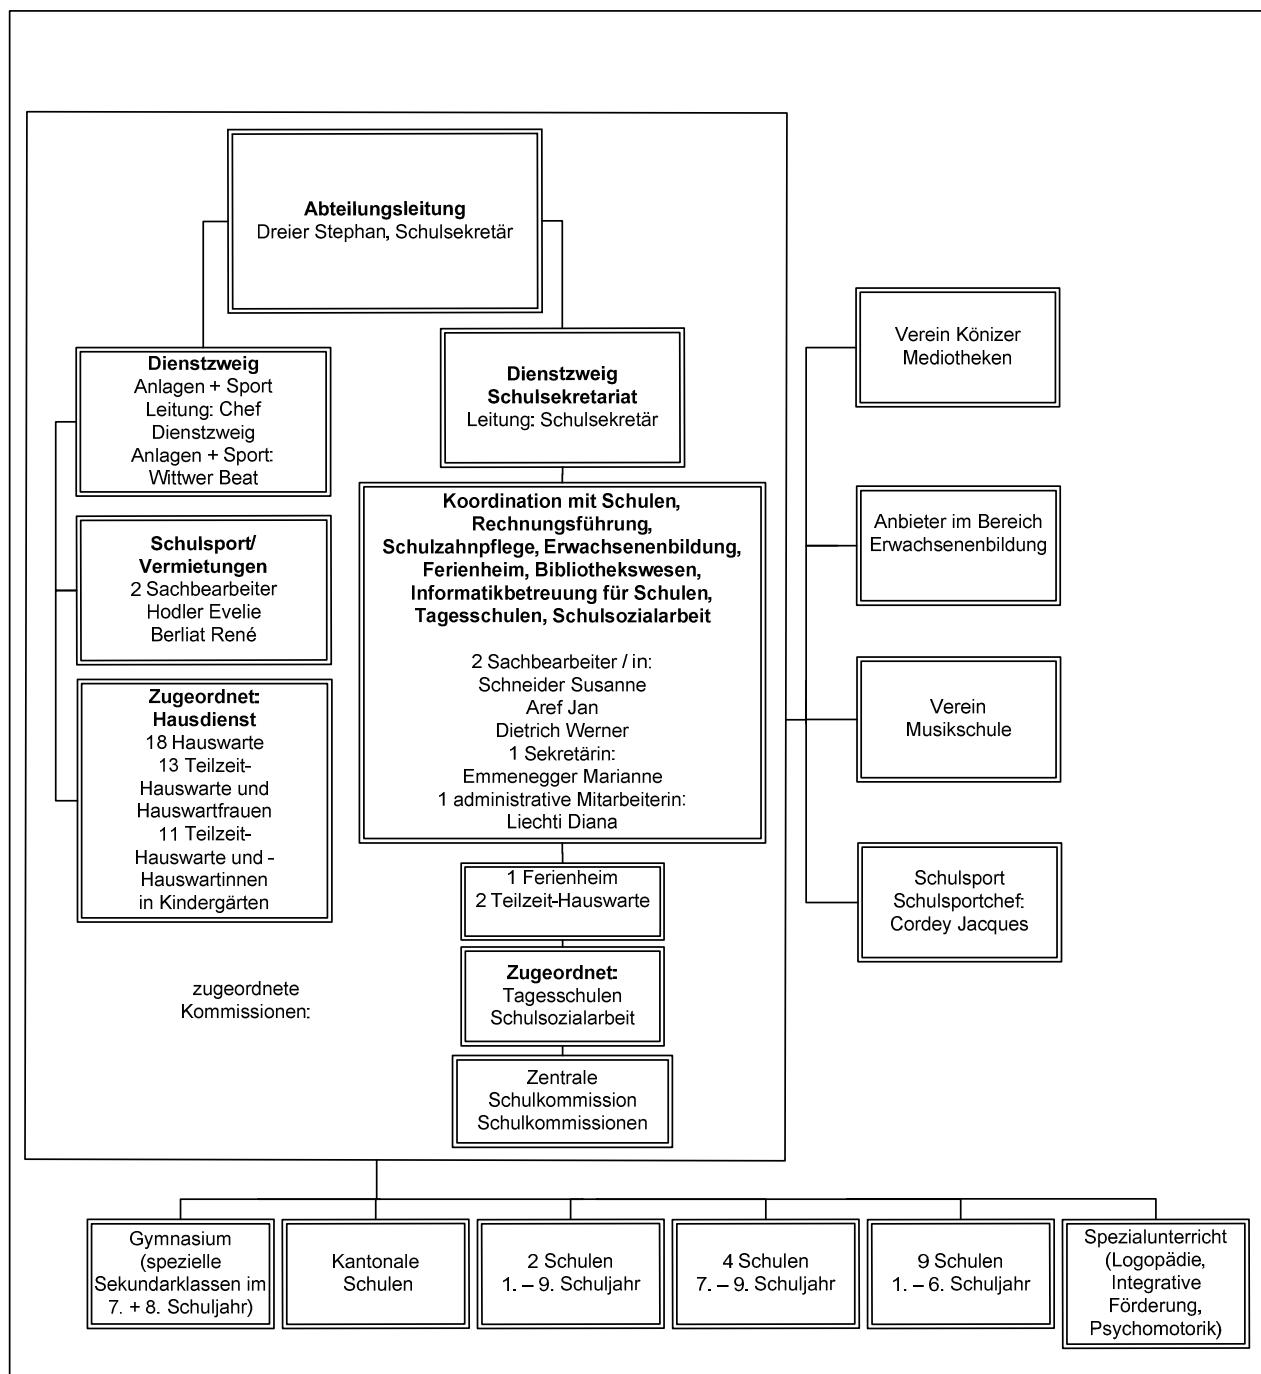 Abteilungsleitung
Dreier Stephan, Schulsekretär
Dienstzweig
Anlagen + Sport
Leitung: Chef
Dienstzweig
Anlagen + Sport:
Wittwer Beat
Schulsport/
Vermietungen
2 Sachbearbeiter
Hodler Evelie
Berliat René
Zugeordnet:
Hausdienst
18 Hauswarte
13 Teilzeit-
Hauswarte und
Hauswartfrauen
11 Teilzeit-
Hauswarte und -
Hauswartinnen
in Kindergärten
Dienstzweig
Schulsekretariat
Leitung: Schulsekretär
Koordination mit Schulen,
Rechnungsführung,
Schulzahnpflege, Erwachsenenbildung,
Ferienheim, Bibliothekswesen,
Informatikbetreuung für Schulen,
Tagesschulen, Schulsozialarbeit
2 Sachbearbeiter / in:
Schneider Susanne
Aref Jan
Dietrich Werner
1 Sekretärin:
Emmenegger Marianne
1 administrative Mitarbeiterin:
Liechti Diana
1 Ferienheim
2 Teilzeit-Hauswarte
Zugeordnet:
Tagesschulen
Schulsozialarbeit
zugeordnete
Kommissionen:
Zentrale
Schulkommission
Schulkommissionen
Verein Könizer
Mediotheken
Anbieter im Bereich
Erwachsenenbildung
Verein
Musikschule
Schulsport
Schulsportchef:
Cordey Jacques
Gymnasium
(spezielle
Sekundarklassen im
7. + 8. Schuljahr)
Kantonale
Schulen
2 Schulen
1. – 9. Schuljahr
4 Schulen
7. – 9. Schuljahr
9 Schulen
1. – 6. Schuljahr
Spezialunterricht
(Logopädie,
Integrative
Förderung,
Psychomotorik)